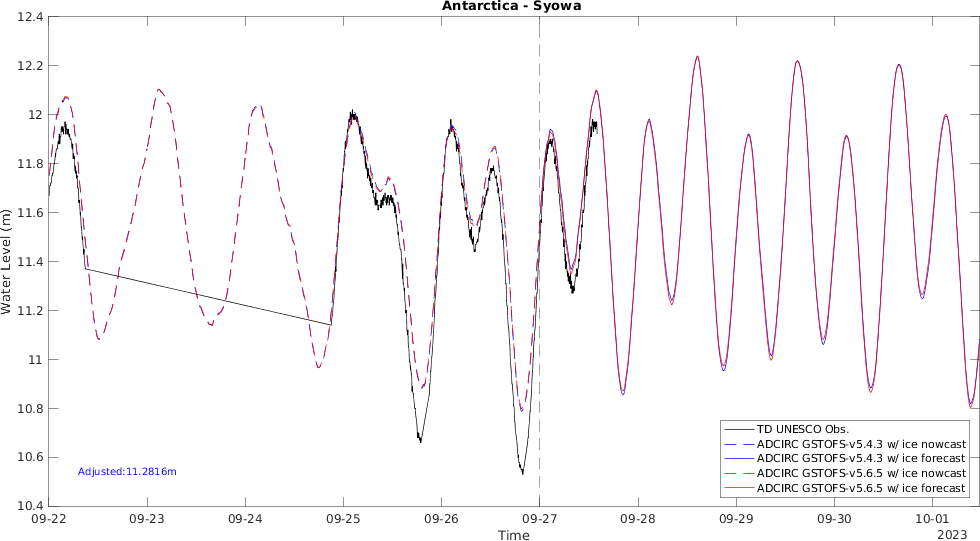 Antarctica - Syowa
12.4
12.2
12
11.8
11.6
11.4
11.2
11
10.8
10.6
10.4
Water Level (m)
Adjusted:11.2816m
TD UNESCO Obs.
ADCIRC GSTOFS-v5.4.3 w/ ice nowcast
ADCIRC GSTOFS-v5.4.3 w/ ice forecast
ADCIRC GSTOFS-v5.6.5 w/ ice nowcast
ADCIRC GSTOFS-v5.6.5 w/ ice forecast
09-22 09-23 09-24 09-25 09-26 09-27 09-28 09-29 09-30 10-01
Time
2023